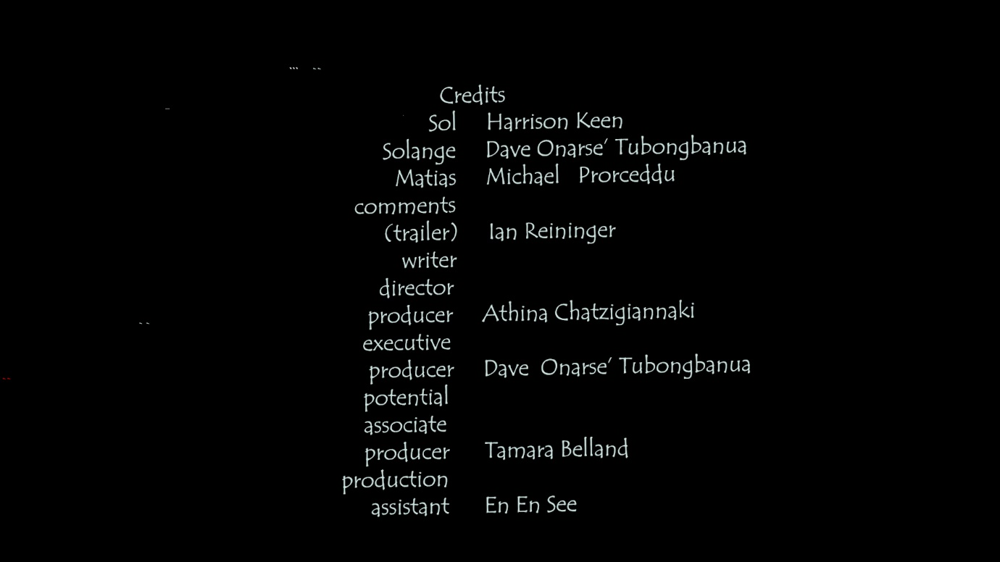 Credits
Sol Harrison Keen
Solange Dave Onarse' Tubongbanua
Matias Michael Prorceddu
comments
(trailer) Ian Reininger
writer
director
producer Athina Chatzigiannaki
executive
producer Dave Onarse' Tubongbanua
potential
associate
producer Tamara Belland
production
assistant En En See